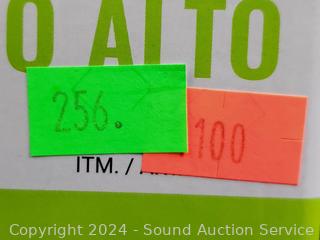 O ALTO
256.
100
ITM. /
Copyright 2024 - Sound Auction Service